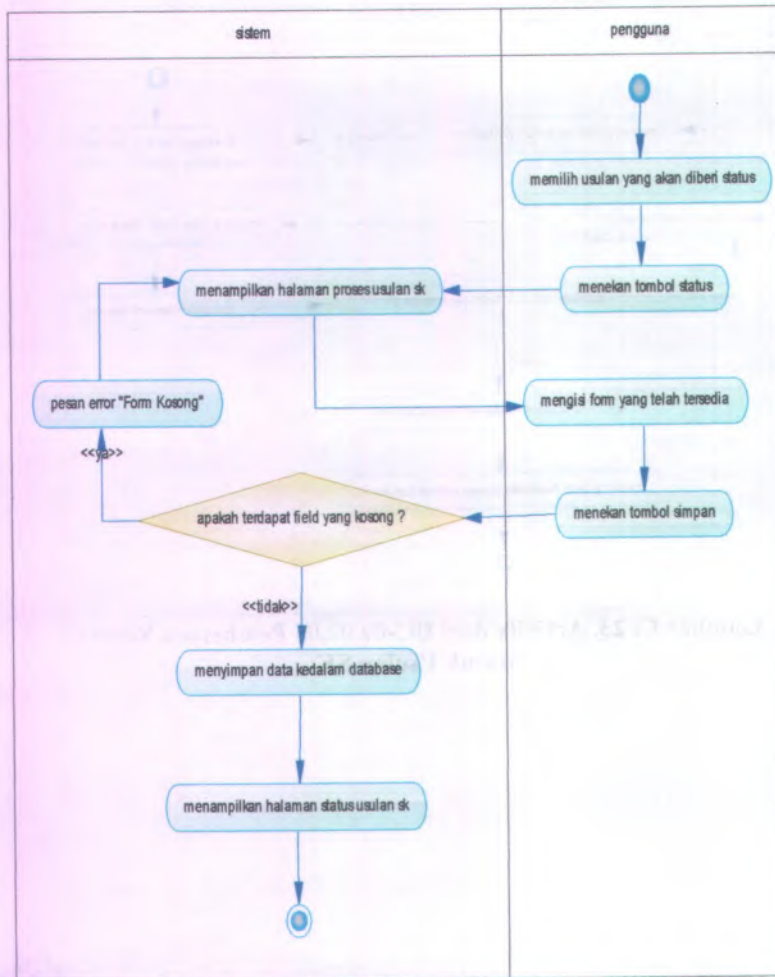 sistem
pengguna
memilih usulan yang akan diberi status
menampilkan halaman proses usulan sk
menekan tombol status
pesan error "Form Kosong"
mengisi form yang telah tersedia
<<ya>>
apakah terdapat field yang kosong ?
menekan tombol simpan
<<tidak>>
menyimpan data kedalam database
menampilkan halaman status usulan sk